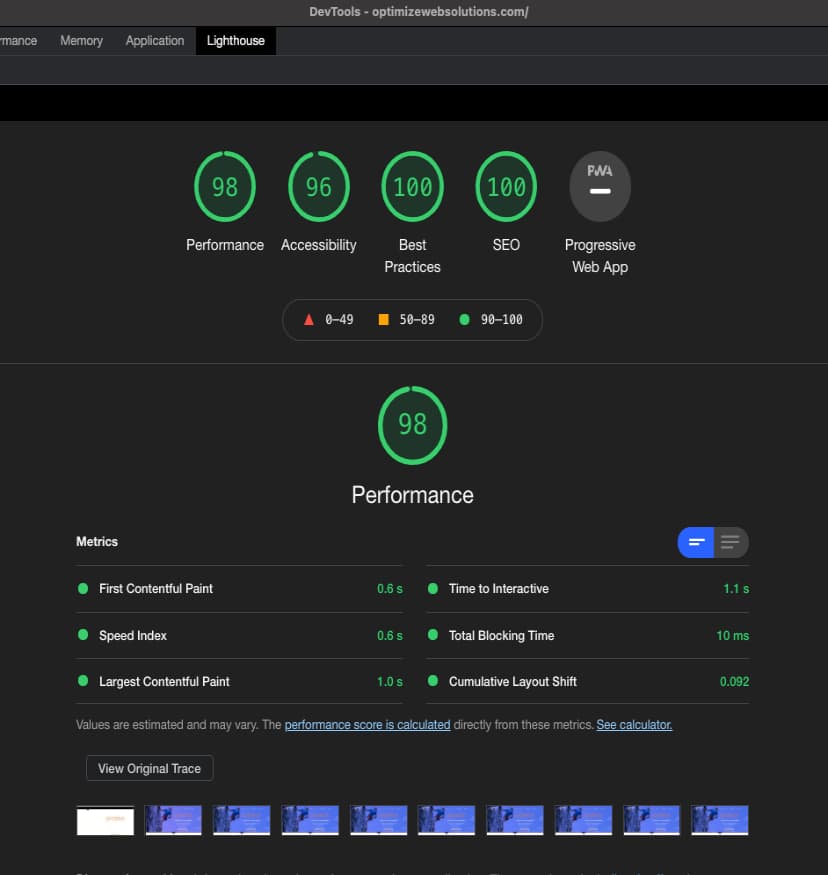 DevTools - optimizewebsolutions.com/
rmance Memory Application Lighthouse
98 96 100 100 PWA
Performance Accessibility Best Practices SEO Progressive Web App
0–49 50–89 90–100
98
Performance
Metrics
First Contentful Paint 0.6 s
Time to Interactive 1.1 s
Speed Index 0.6 s
Total Blocking Time 10 ms
Largest Contentful Paint 1.0 s
Cumulative Layout Shift 0.092
Values are estimated and may vary. The performance score is calculated directly from these metrics. See calculator.
View Original Trace